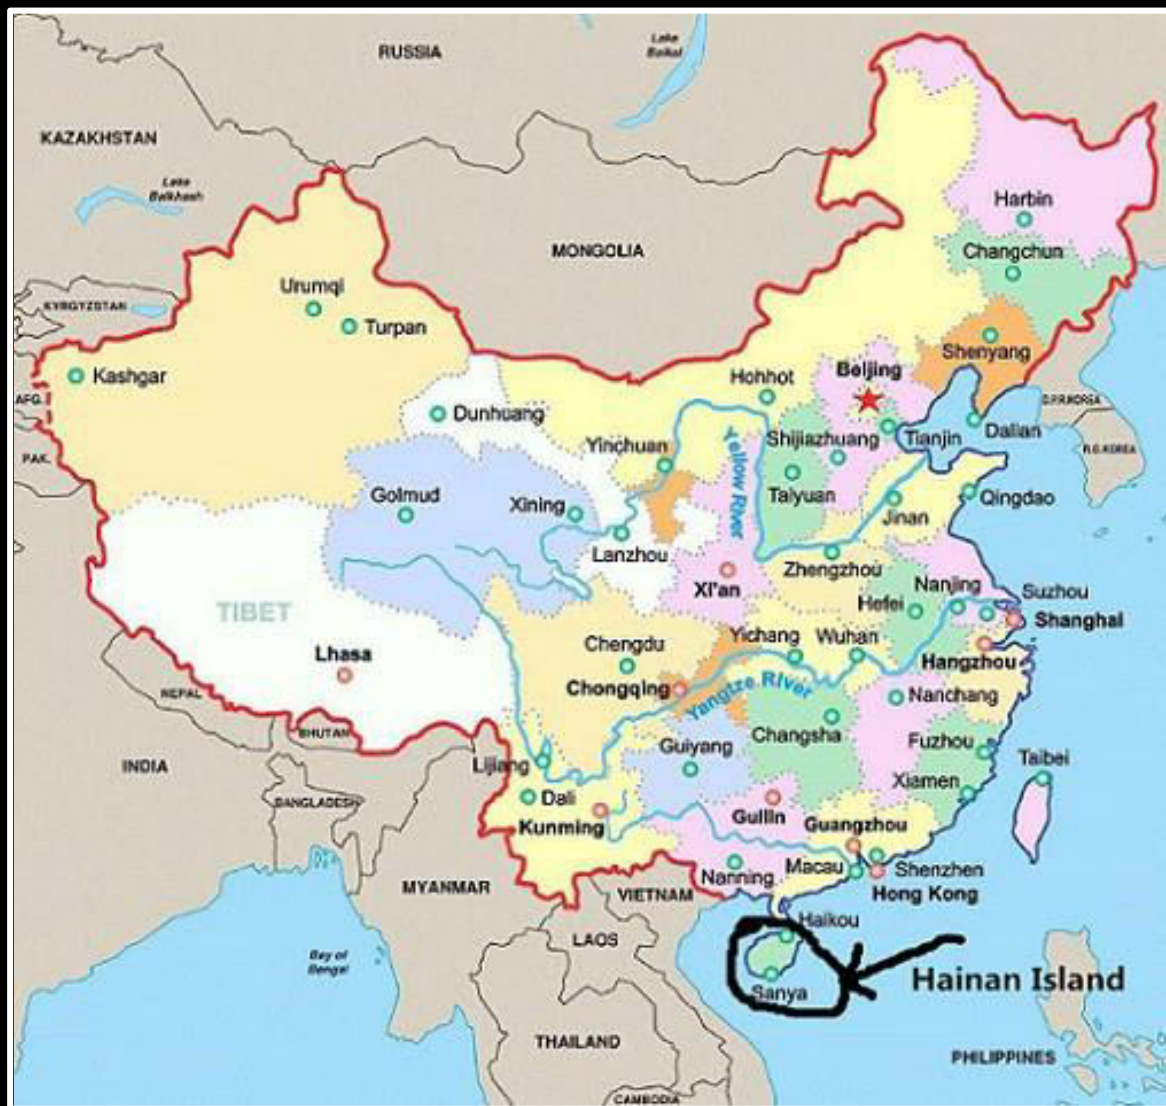 RUSSIA
Lake
Baikal
KAZAKHSTAN
Lake
Balkhash
Harbin
MONGOLIA
Changchun
Urumqi
KYRGYZSTAN
Turpan
Shenyang
Kashgar
Hohhot
Beijing
AFG.
Dunhuang
D.P.R.KOREA
Yinchuan
Shijiazhuang
Tianjin
Dalian
PAK.
R.O.KOREA
Yellow River
Golmud
Xining
Taiyuan
Qingdao
Jinan
Lanzhou
Zhengzhou
Xi'an
Nanjing
Suzhou
TIBET
Hefei
Shanghai
Chengdu
Yichang
Wuhan
Lhasa
Hangzhou
Chongqing
Yangtze River
NEPAL
Nanchang
BHUTAN
Changsha
Guiyang
Fuzhou
INDIA
Lijiang
Taibei
Xiamen
BANGLADESH
Dali
Kunming
Guilin
Guangzhou
MYANMAR
Nanning
Macau
Shenzhen
VIETNAM
Hong Kong
Haikou
LAOS
Bay of
Bengal
Hainan Island
Sanya
THAILAND
PHILIPPINES
CAMBODIA